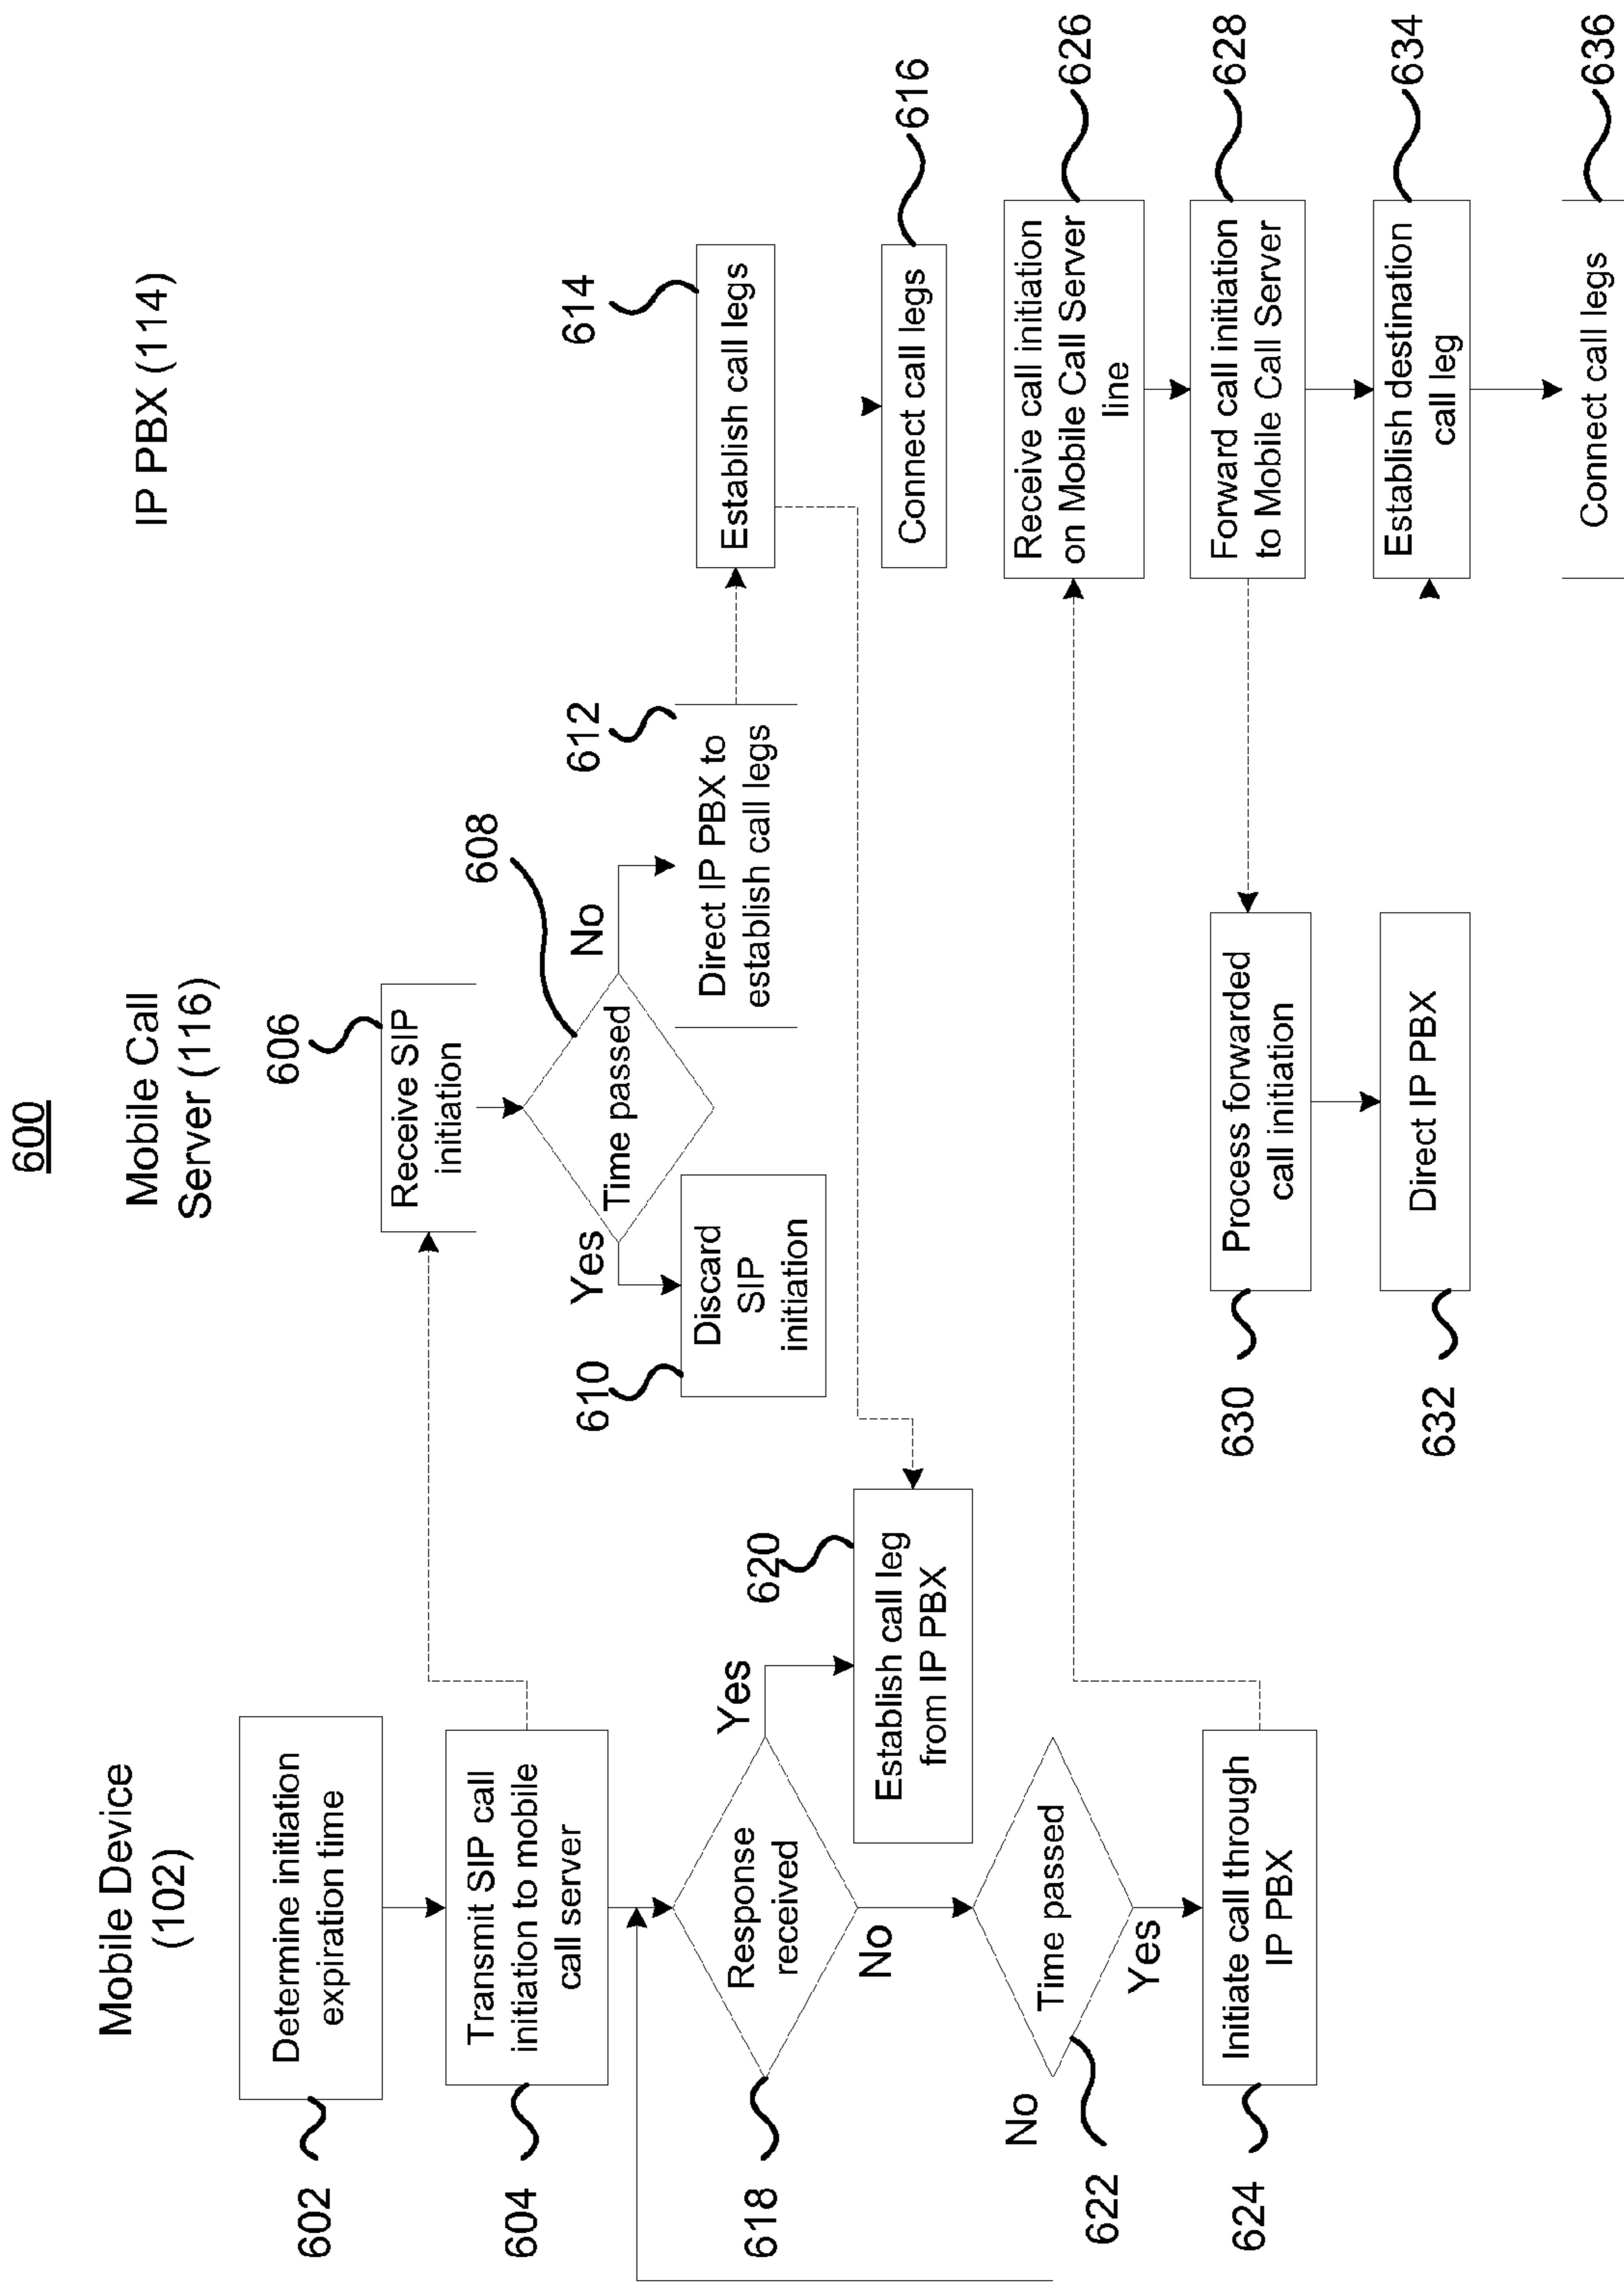 600
Mobile Device
(102)
Mobile Call
Server (116)
IP PBX (114)
602
Determine initiation
expiration time
604
Transmit SIP call
initiation to mobile
call server
606
Receive SIP
initiation
608
Time passed
Yes
No
610
Discard
SIP
initiation
612
Direct IP PBX to
establish call legs
614
Establish call legs
616
Connect call legs
618
Response
received
Yes
No
620
Establish call leg
from IP PBX
622
Time passed
No
Yes
624
Initiate call through
IP PBX
626
Receive call initiation
on Mobile Call Server
line
628
Forward call initiation
to Mobile Call Server
630
Process forwarded
call initiation
632
Direct IP PBX
634
Establish destination
call leg
636
Connect call legs